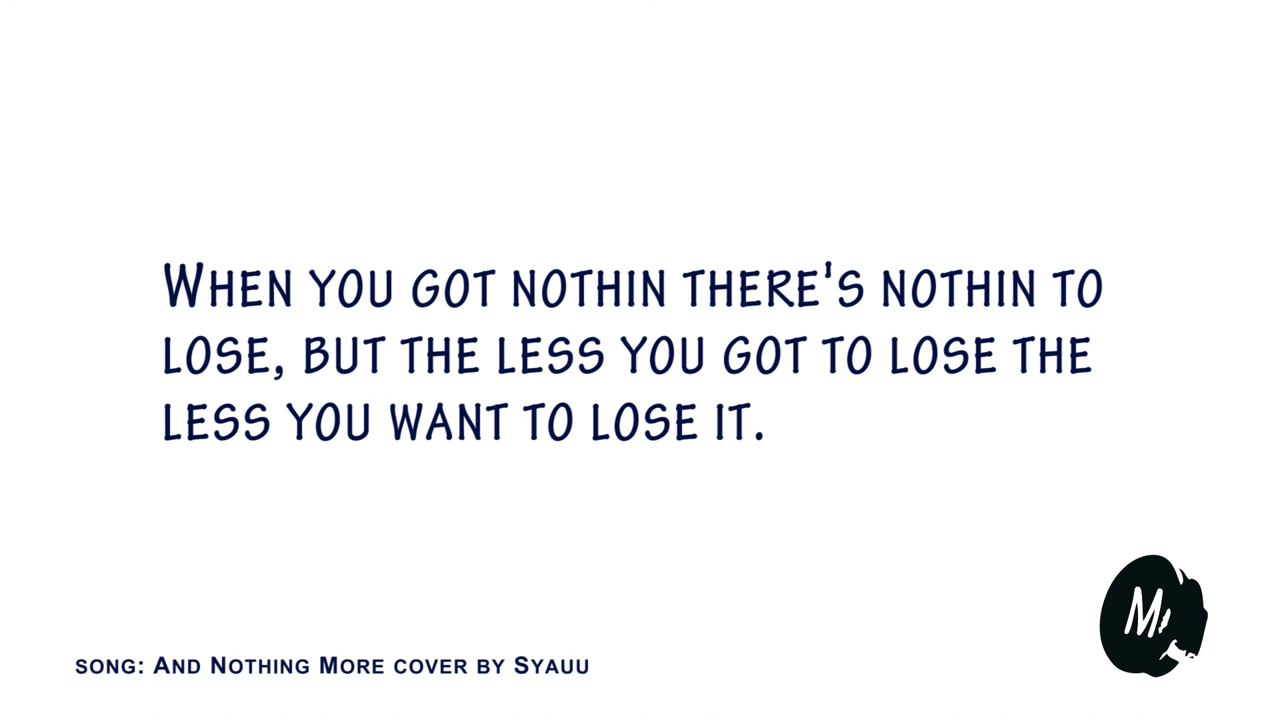 When you got nothin there's nothin to
lose, but the less you got to lose the
less you want to lose it.
M
song: And Nothing More cover by Syauu